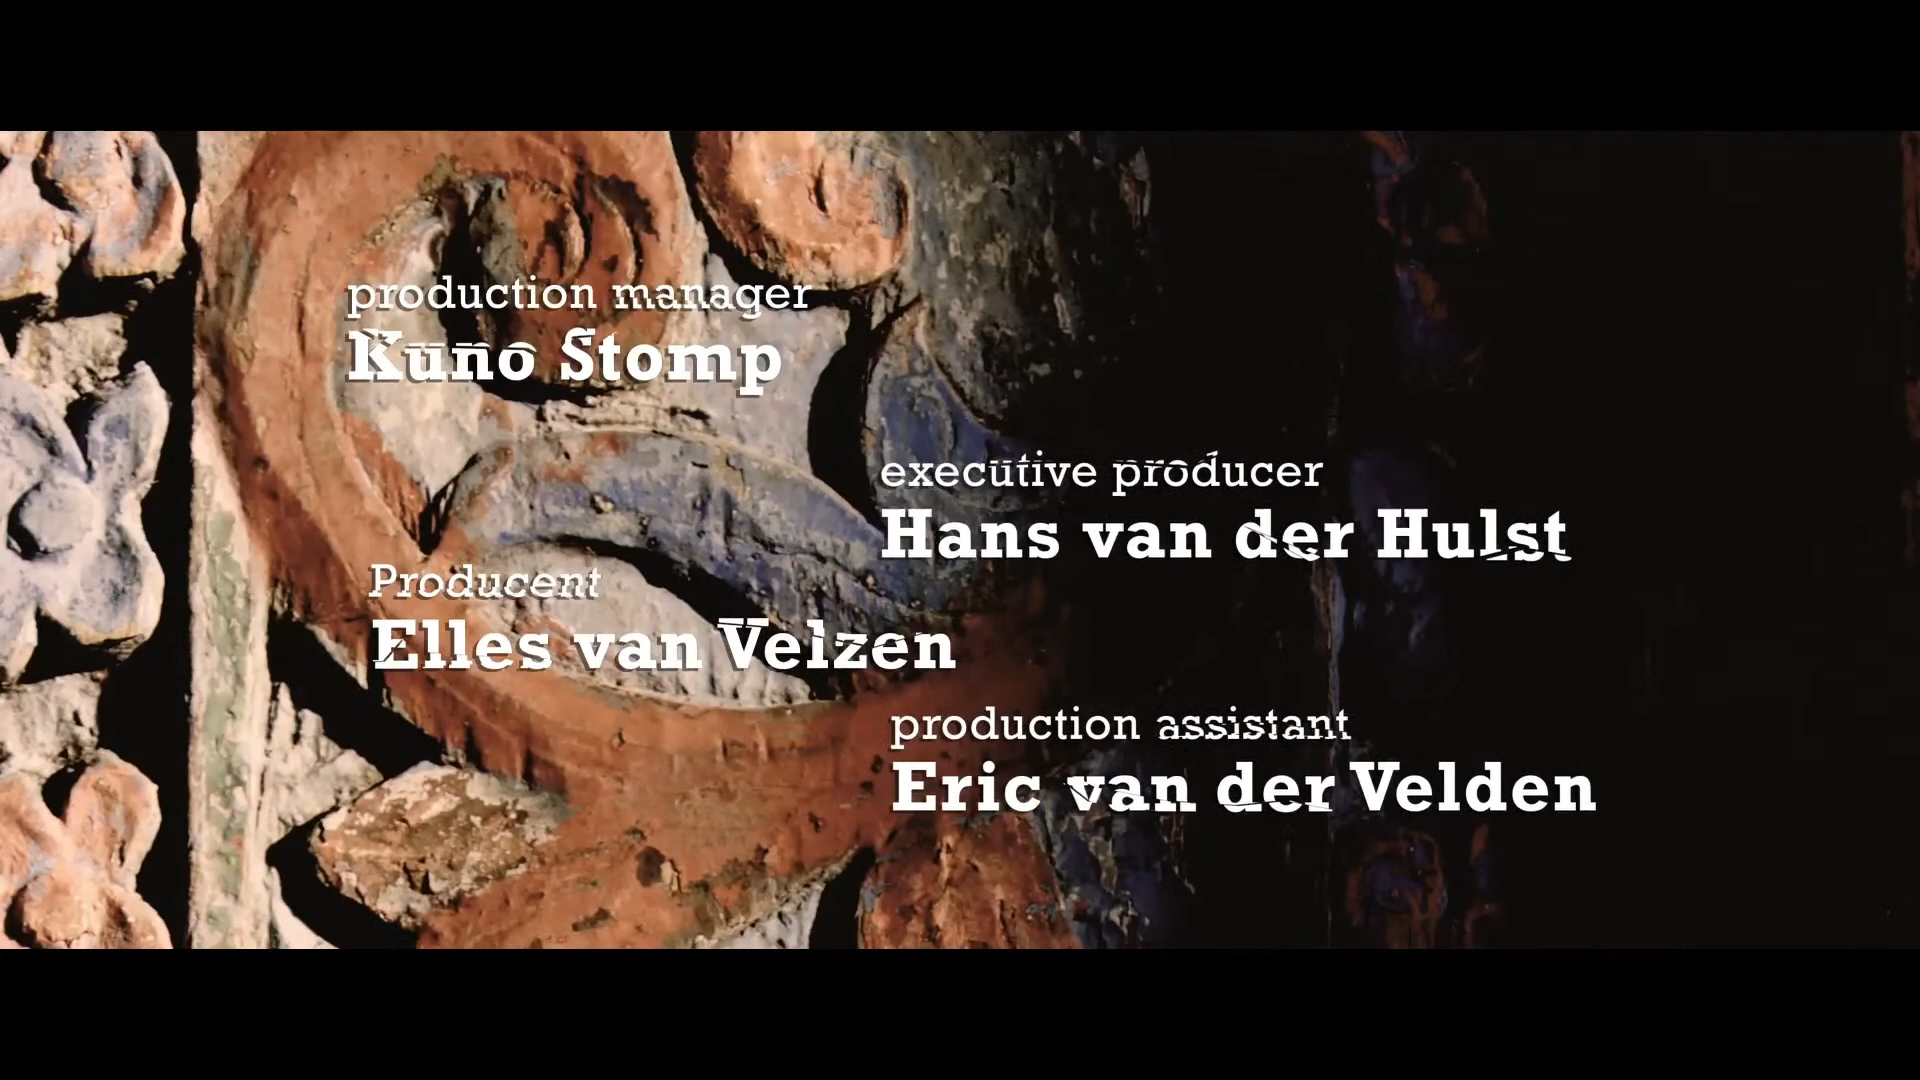 production manager
Kuno Stomp
executive producer
Hans van der Hulst
Producent
Elles van Velzen
production assistant
Eric van der Velden